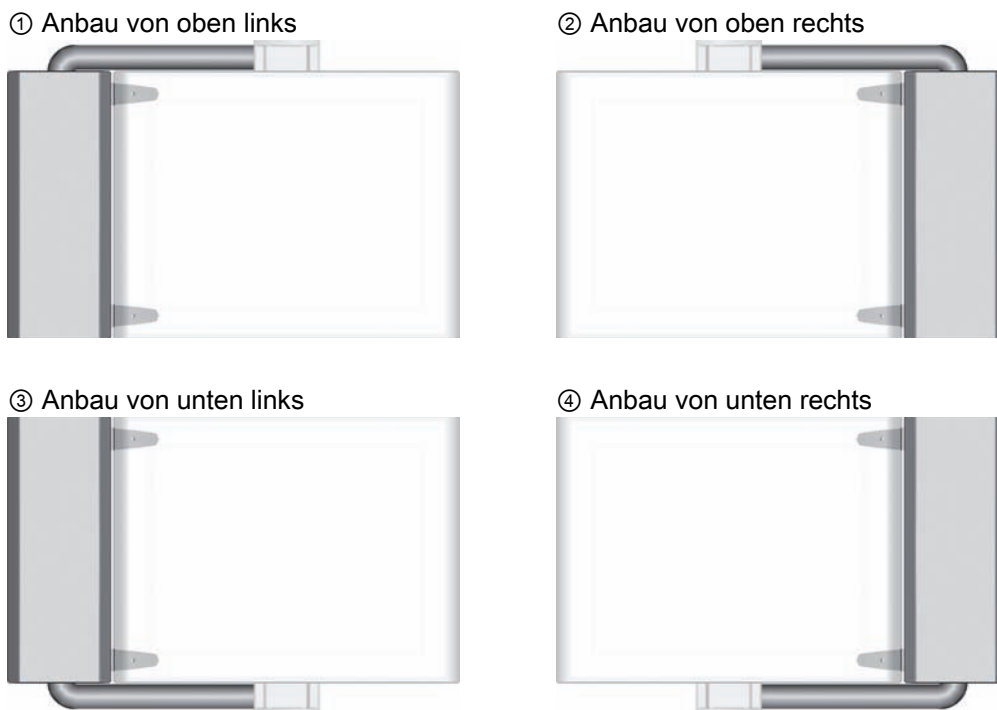 ① Anbau von oben links
② Anbau von oben rechts
③ Anbau von unten links
④ Anbau von unten rechts